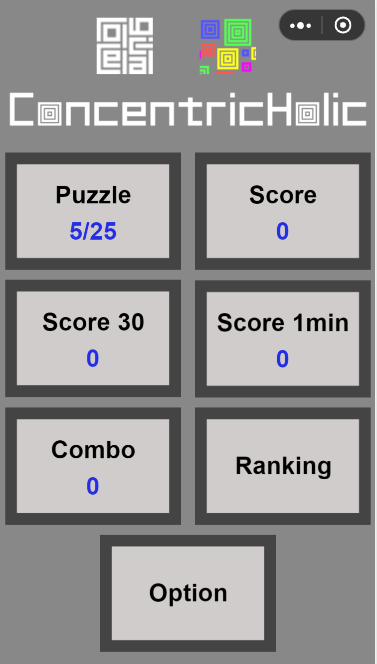 ConcentricHolic
Puzzle
5/25
Score
0
Score 30
0
Score 1min
0
Combo
0
Ranking
Option